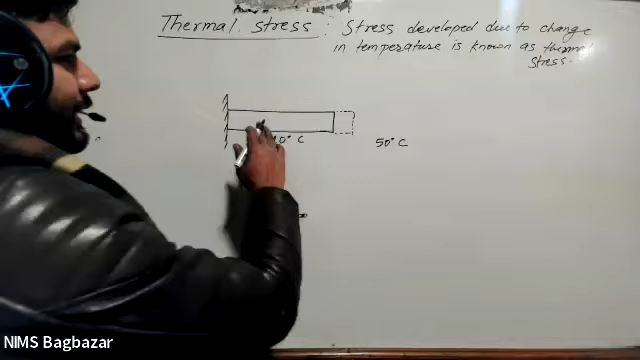 Thermal stress : Stress developed due to change
in temperature is known as thermal
stress.
50° C
NIMS Bagbazar